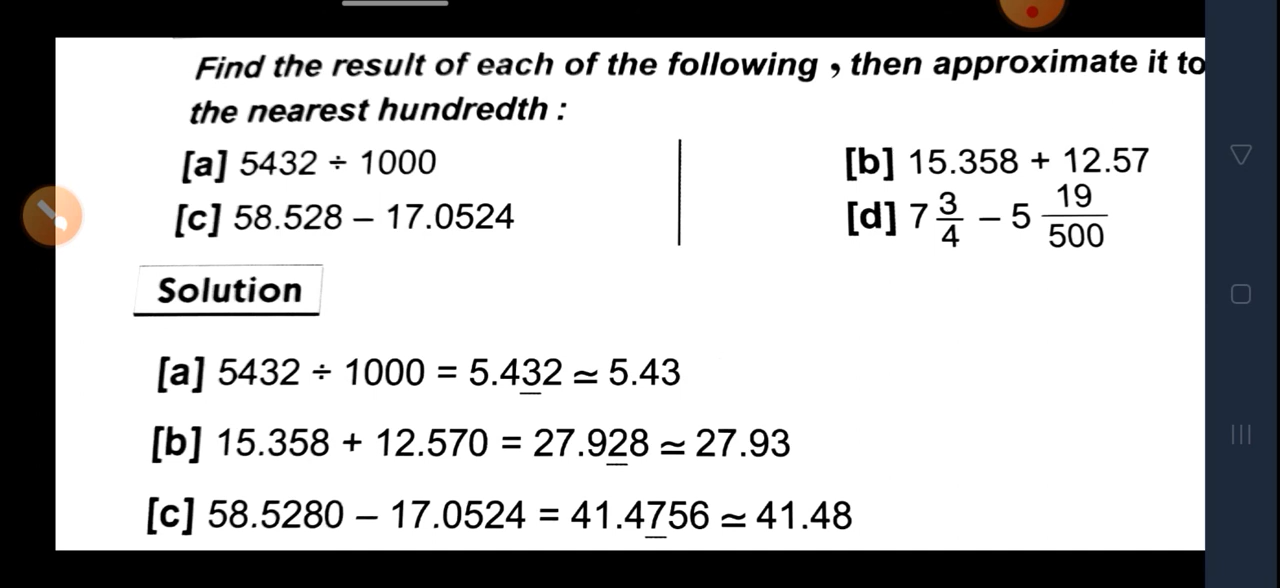 Find the result of each of the following , then approximate it to
the nearest hundredth :
[a] 5432 ÷ 1000
[b] 15.358 + 12.57
[c] 58.528 – 17.0524
[d] 7 3/4 – 5 19/500
Solution
[a] 5432 ÷ 1000 = 5.432 ≃ 5.43
[b] 15.358 + 12.570 = 27.928 ≃ 27.93
[c] 58.5280 – 17.0524 = 41.4756 ≃ 41.48